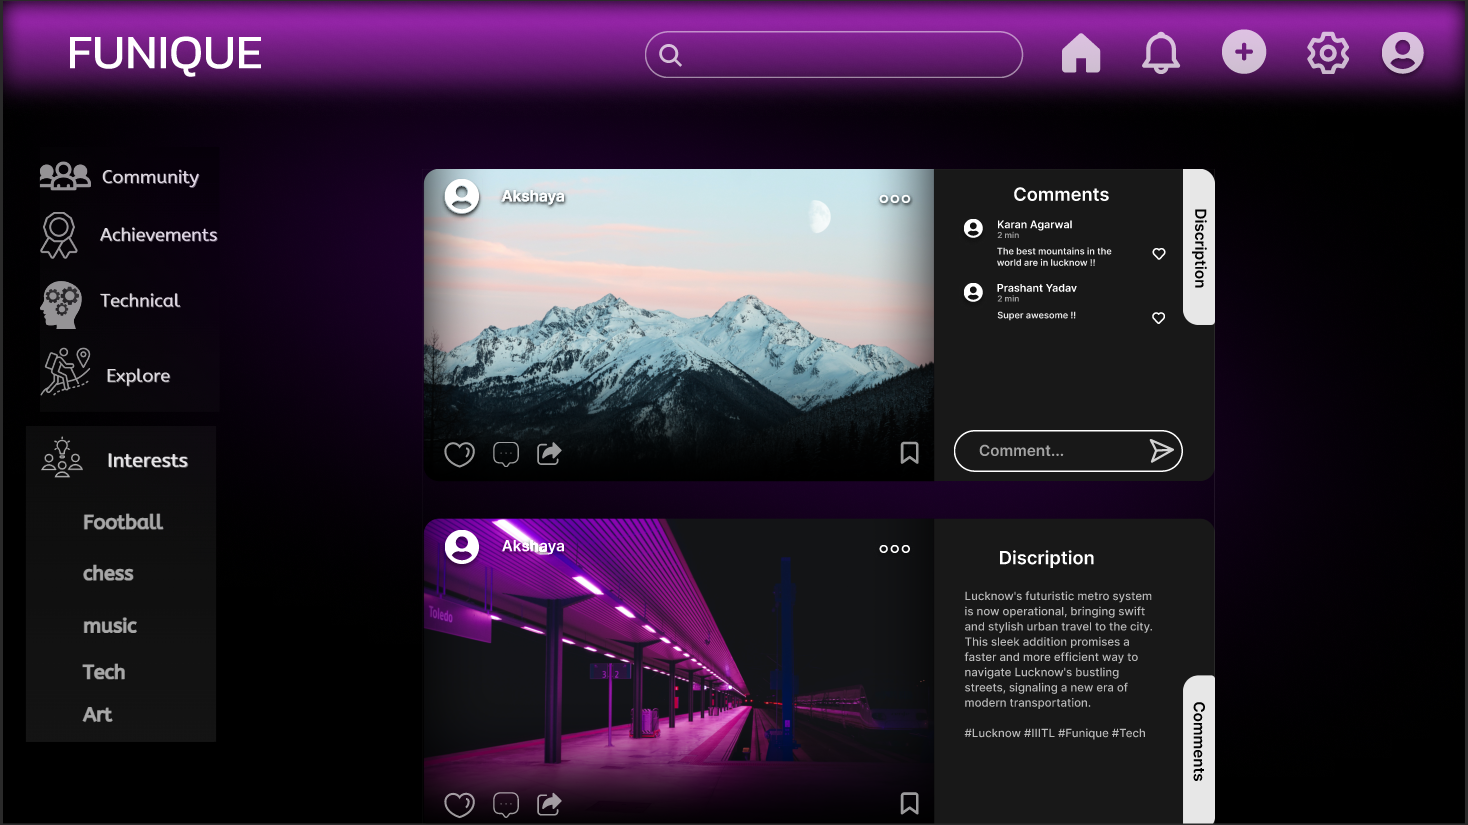 FUNIQUE
Community
Achievements
Technical
Explore
Interests
Football
chess
music
Tech
Art
Akshaya
Comments
Karan Agarwal
2 min
The best mountains in the
world are in lucknow !!
Prashant Yadav
2 min
Super awesome !!
Comment...
Discription
Akshaya
Toledo
3 2
Discription
Lucknow's futuristic metro system
is now operational, bringing swift
and stylish urban travel to the city.
This sleek addition promises a
faster and more efficient way to
navigate Lucknow's bustling
streets, signaling a new era of
modern transportation.
#Lucknow #IIITL #Funique #Tech
Comments